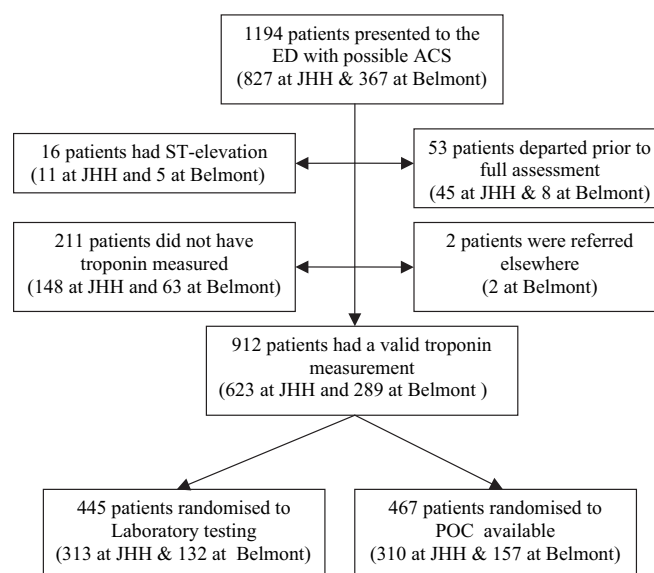 1194 patients presented to the
ED with possible ACS
(827 at JHH & 367 at Belmont)
16 patients had ST-elevation
(11 at JHH and 5 at Belmont)
53 patients departed prior to
full assessment
(45 at JHH & 8 at Belmont)
211 patients did not have
troponin measured
(148 at JHH and 63 at Belmont)
2 patients were referred
elsewhere
(2 at Belmont)
912 patients had a valid troponin
measurement
(623 at JHH and 289 at Belmont )
445 patients randomised to
Laboratory testing
(313 at JHH & 132 at Belmont)
467 patients randomised to
POC available
(310 at JHH & 157 at Belmont)